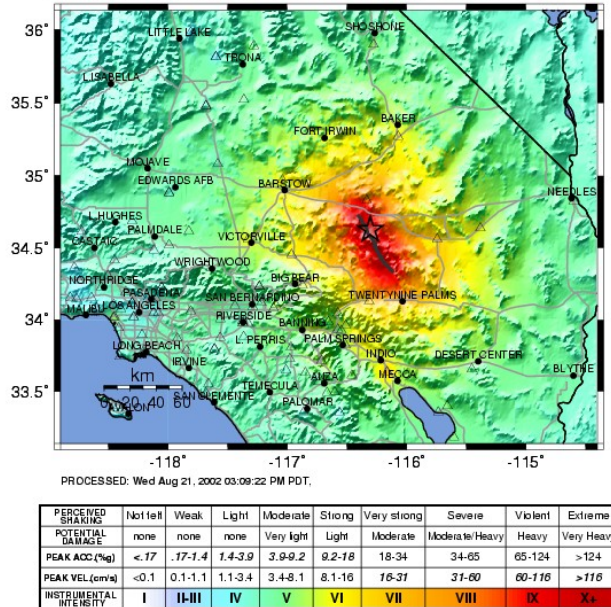 36˚
35.5˚
35˚
34.5˚
34˚
33.5˚
LITTLE LAKE
SHOSHONE
TRONA
L.ISABELLA
BAKER
FORT IRWIN
MOJAVE
EDWARDS AFB
BARSTOW
NEEDLES
L.HUGHES
PALMDALE
CASTAIC
VICTORVILLE
WRIGHTWOOD
NORTHRIDGE
BIG BEAR
PASADENA
SAN BERNARDINO
TWENTYNINE PALMS
MALIBU
LOS ANGELES
RIVERSIDE
BANNING
LONG BEACH
L. PERRIS
PALM SPRINGS
IRVINE
INDIO
DESERT CENTER
km
ANZA
MECCA
BLYTHE
0 20 40 60
SAN CLEMENTE
TEMECULA
AVALON
PALOMAR
-118˚ -117˚ -116˚ -115˚
PROCESSED: Wed Aug 21, 2002 03:09:22 PM PDT,
PERCEIVED SHAKING Not felt Weak Light Moderate Strong Very strong Severe Violent Extreme
POTENTIAL DAMAGE none none none Very light Light Moderate Moderate/Heavy Heavy Very Heavy
PEAK ACC.(%g) <.17 .17-1.4 1.4-3.9 3.9-9.2 9.2-18 18-34 34-65 65-124 >124
PEAK VEL.(cm/s) <0.1 0.1-1.1 1.1-3.4 3.4-8.1 8.1-16 16-31 31-60 60-116 >116
INSTRUMENTAL INTENSITY I II-III IV V VI VII VIII IX X+